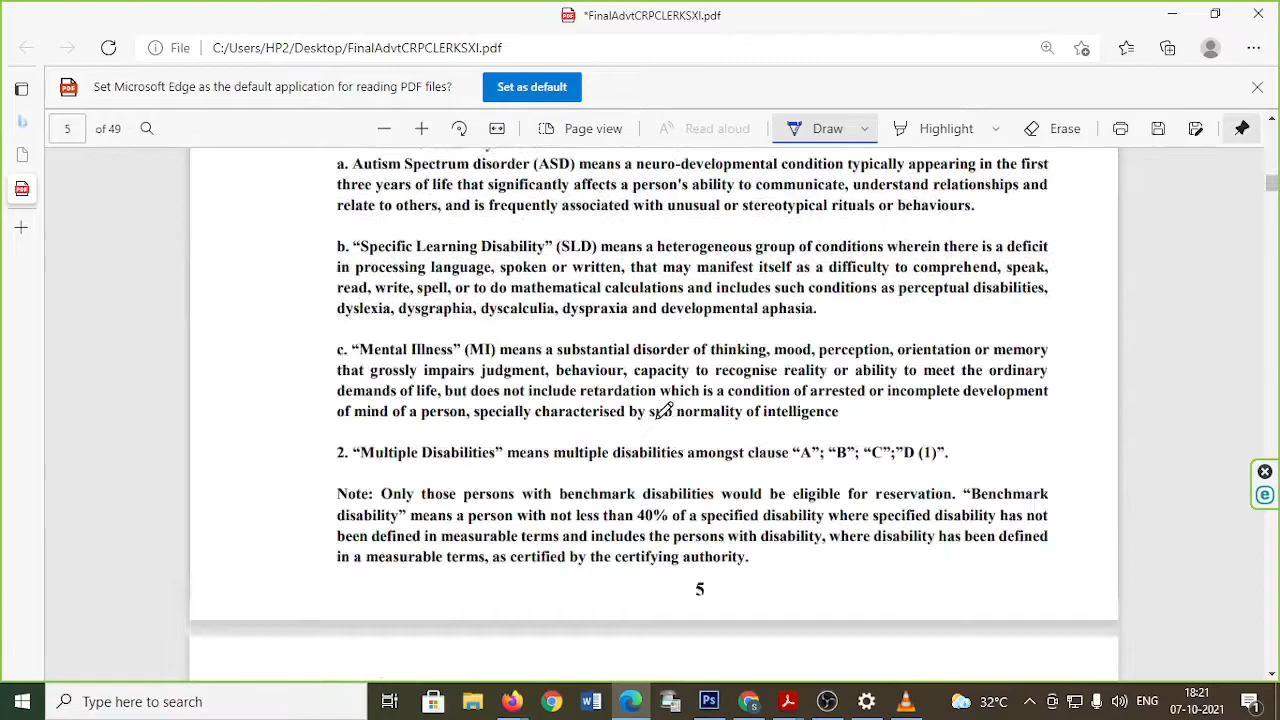 *FinalAdvtCRPCLERKSXI.pdf
File C:/Users/HP2/Desktop/FinalAdvtCRPCLERKSXI.pdf
Set Microsoft Edge as the default application for reading PDF files? Set as default
5 of 49 Page view Read aloud Draw Highlight Erase
a. Autism Spectrum disorder (ASD) means a neuro-developmental condition typically appearing in the first
three years of life that significantly affects a person's ability to communicate, understand relationships and
relate to others, and is frequently associated with unusual or stereotypical rituals or behaviours.
b. “Specific Learning Disability” (SLD) means a heterogeneous group of conditions wherein there is a deficit
in processing language, spoken or written, that may manifest itself as a difficulty to comprehend, speak,
read, write, spell, or to do mathematical calculations and includes such conditions as perceptual disabilities,
dyslexia, dysgraphia, dyscalculia, dyspraxia and developmental aphasia.
c. “Mental Illness” (MI) means a substantial disorder of thinking, mood, perception, orientation or memory
that grossly impairs judgment, behaviour, capacity to recognise reality or ability to meet the ordinary
demands of life, but does not include retardation which is a condition of arrested or incomplete development
of mind of a person, specially characterised by normality of intelligence
2. “Multiple Disabilities” means multiple disabilities amongst clause “A”; “B”; “C”;”D (1)”.
Note: Only those persons with benchmark disabilities would be eligible for reservation. “Benchmark
disability” means a person with not less than 40% of a specified disability where specified disability has not
been defined in measurable terms and includes the persons with disability, where disability has been defined
in a measurable terms, as certified by the certifying authority.
5
Type here to search 32°C ENG 18:21
07-10-2021